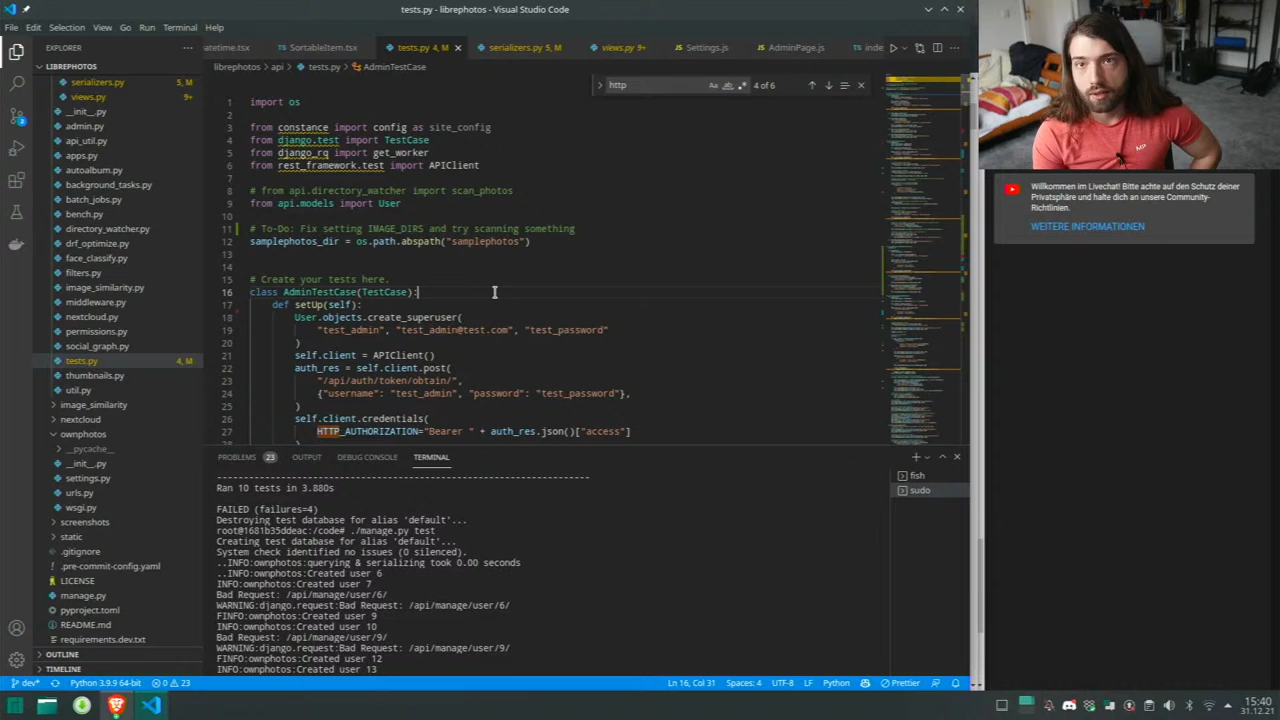 tests.py - librephotos - Visual Studio Code
File Edit Selection View Go Run Terminal Help
EXPLORER
LIBREPHOTOS
serializers.py 5, M
views.py 9+
__init__.py
admin.py
api_util.py
apps.py
autoalbum.py
background_tasks.py
batch_jobs.py
bench.py
directory_watcher.py
drf_optimize.py
face_classify.py
filters.py
image_similarity.py
middleware.py
nextcloud.py
permissions.py
social_graph.py
tests.py 4, M
thumbnails.py
util.py
image_similarity
nextcloud
ownphotos
__pycache__
__init__.py
settings.py
urls.py
wsgi.py
screenshots
static
.gitignore
.pre-commit-config.yaml
LICENSE
manage.py
pyproject.toml
README.md
requirements.dev.txt
OUTLINE
TIMELINE
atetime.tsx SortableItem.tsx tests.py 4, M serializers.py 5, M views.py 9+ Settings.js AdminPage.js inde
librephotos > api > tests.py > AdminTestCase
http Aa ab 4 of 6
1 import os
2
3 from constance import config as site_config
4 from django.test import TestCase
5 from django_rq import get_worker
6 from rest_framework.test import APIClient
7
8 # from api.directory_watcher import scan_photos
9 from api.models import User
10
11 # To-Do: Fix setting IMAGE_DIRS and try scanning something
12 samplephotos_dir = os.path.abspath("samplephotos")
13
14
15 # Create your tests here.
16 class AdminTestCase(TestCase):
17 def setUp(self):
18 User.objects.create_superuser(
19 "test_admin", "test_admin@test.com", "test_password"
20 )
21 self.client = APIClient()
22 auth_res = self.client.post(
23 "/api/auth/token/obtain/",
24 {"username": "test_admin", "password": "test_password"},
25 )
26 self.client.credentials(
27 HTTP_AUTHORIZATION="Bearer " + auth_res.json()["access"]
PROBLEMS 23 OUTPUT DEBUG CONSOLE TERMINAL
fish
sudo
----------------------------------------------------------------------
Ran 10 tests in 3.880s
FAILED (failures=4)
Destroying test database for alias 'default'...
root@1681b35ddeac:/code# ./manage.py test
Creating test database for alias 'default'...
System check identified no issues (0 silenced).
..INFO:ownphotos:querying & serializing took 0.00 seconds
..INFO:ownphotos:Created user 6
INFO:ownphotos:Created user 7
Bad Request: /api/manage/user/6/
WARNING:django.request:Bad Request: /api/manage/user/6/
FINFO:ownphotos:Created user 9
INFO:ownphotos:Created user 10
Bad Request: /api/manage/user/9/
WARNING:django.request:Bad Request: /api/manage/user/9/
FINFO:ownphotos:Created user 12
INFO:ownphotos:Created user 13
dev* 0 23 Python 3.9.9 64-bit Ln 16, Col 31 Spaces: 4 UTF-8 LF Python Prettier
Willkommen im Livechat! Bitte achte auf den Schutz deiner
Privatsphäre und halte dich an unsere Community-
Richtlinien.
WEITERE INFORMATIONEN
15:40
31.12.21